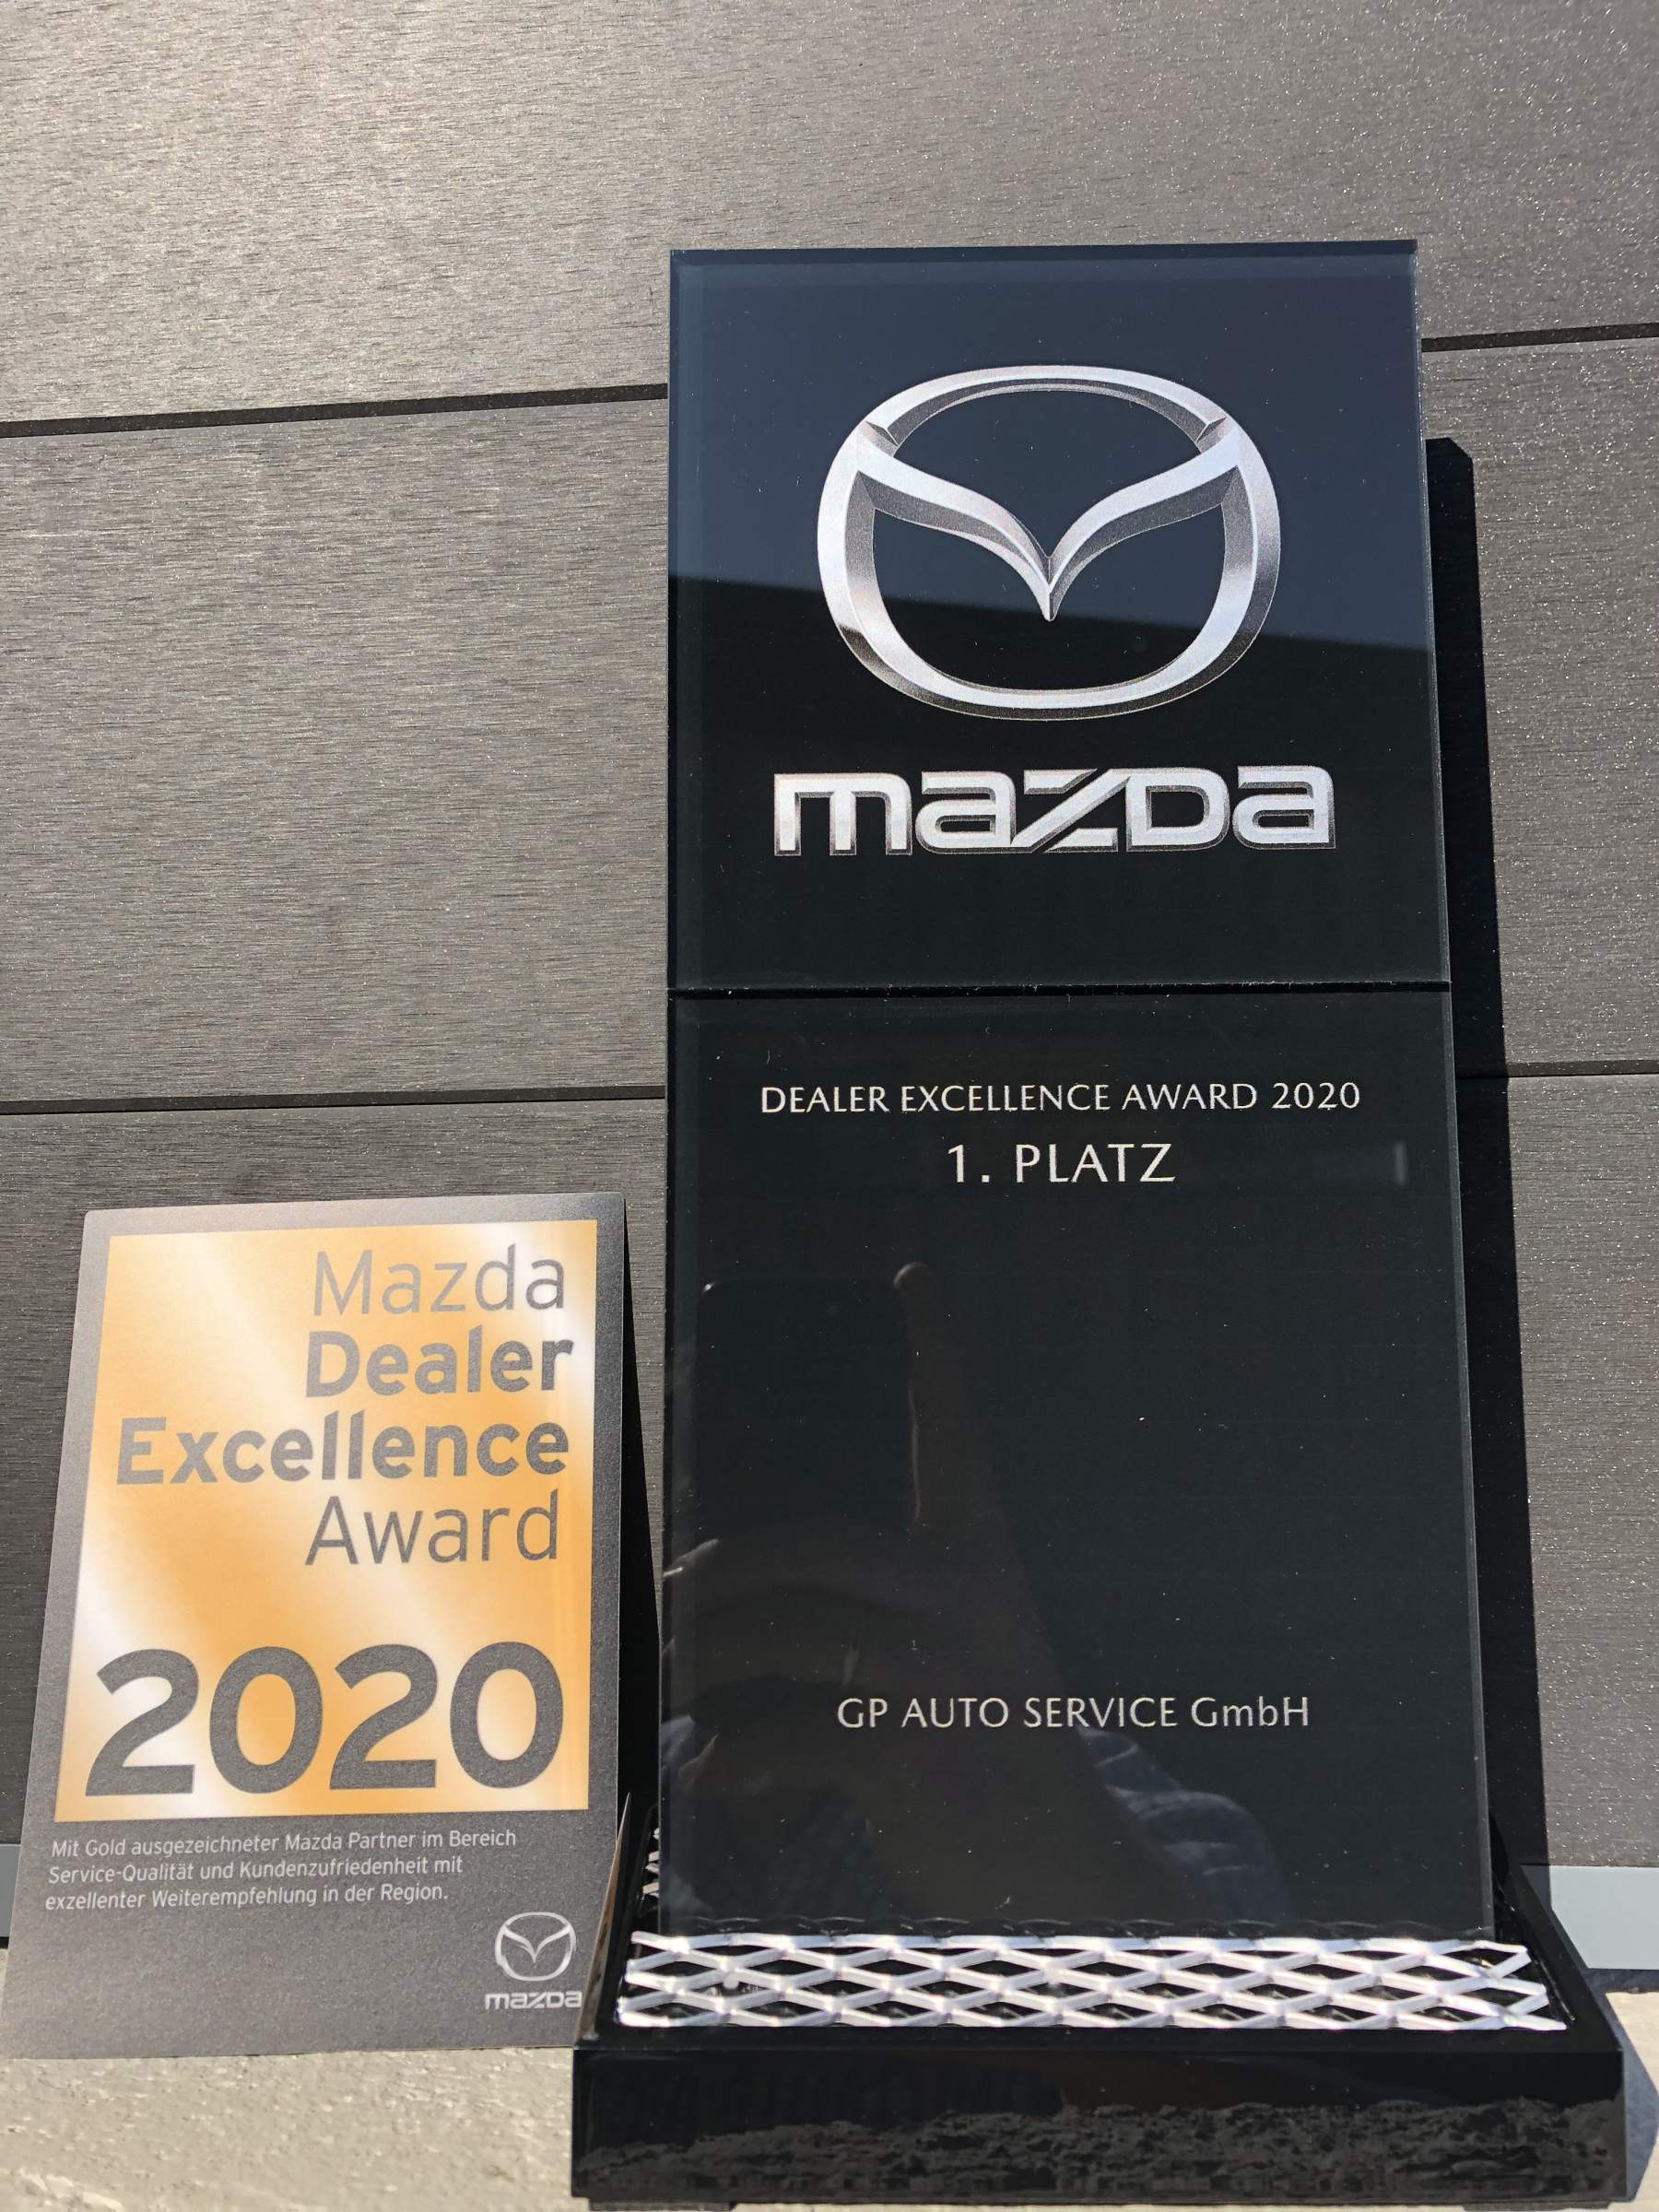 mazda
DEALER EXCELLENCE AWARD 2020
1. PLATZ
GP AUTO SERVICE GmbH
Mazda
Dealer
Excellence
Award
2020
Mit Gold ausgezeichneter Mazda Partner im Bereich
Service-Qualität und Kundenzufriedenheit mit
exzellenter Weiterempfehlung in der Region.
mazda